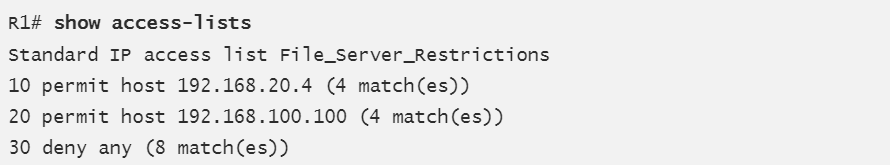 R1# show access-lists
Standard IP access list File_Server_Restrictions
10 permit host 192.168.20.4 (4 match(es))
20 permit host 192.168.100.100 (4 match(es))
30 deny any (8 match(es))